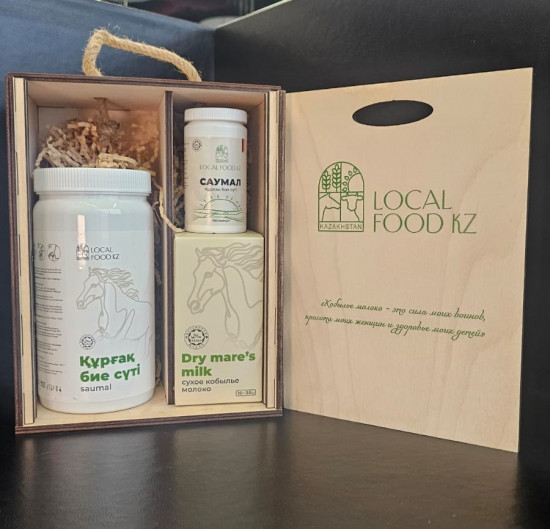 LOCAL
FOOD.KZ
Құрғақ
бие сүті
saumal
LOCAL FOOD KZ
САУМАЛ
Құрғақ бие сүті
Dry mare's
milk
сухое кобылье
молоко
KAZAKHSTAN
LOCAL
FOOD KZ
«Кобылье молоко - это сила моих воинов,
красота моих женщин и здоровье моих детей»